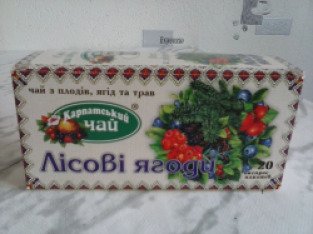 чай з плодів, ягід та трав
Карпатський
чай
®
Лісові ягоди
20